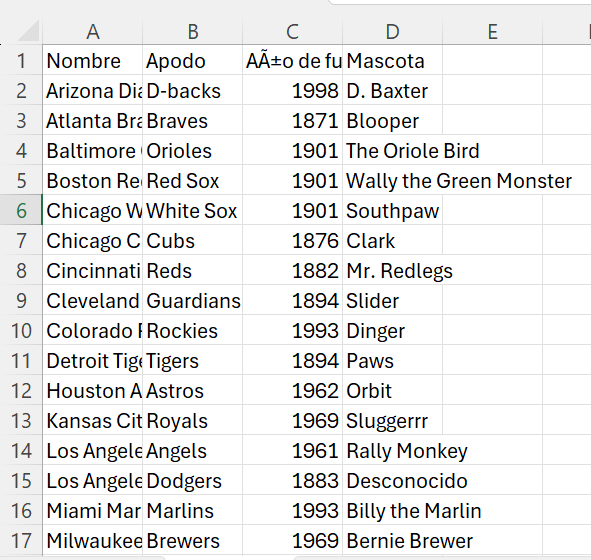 A B C D E
1 Nombre Apodo AÃ±o de fu Mascota
2 Arizona Dia D-backs 1998 D. Baxter
3 Atlanta Bra Braves 1871 Blooper
4 Baltimore Orioles 1901 The Oriole Bird
5 Boston Re Red Sox 1901 Wally the Green Monster
6 Chicago W White Sox 1901 Southpaw
7 Chicago C Cubs 1876 Clark
8 Cincinnati Reds 1882 Mr. Redlegs
9 Cleveland Guardians 1894 Slider
10 Colorado Rockies 1993 Dinger
11 Detroit Tige Tigers 1894 Paws
12 Houston A Astros 1962 Orbit
13 Kansas Cit Royals 1969 Sluggerrr
14 Los Angele Angels 1961 Rally Monkey
15 Los Angele Dodgers 1883 Desconocido
16 Miami Mar Marlins 1993 Billy the Marlin
17 Milwaukee Brewers 1969 Bernie Brewer